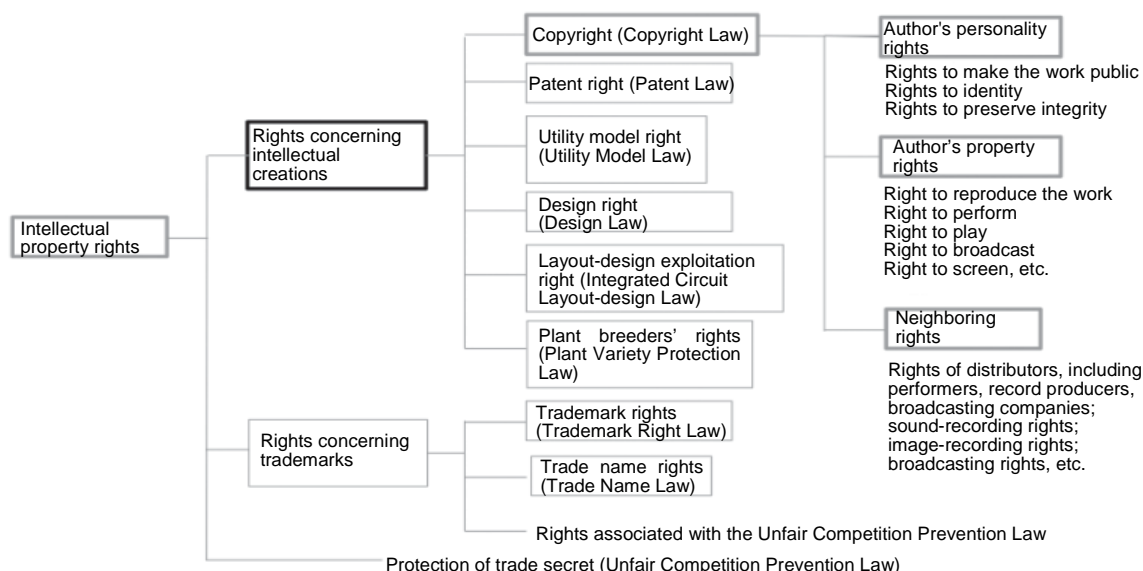 Intellectual
property rights
Rights concerning
intellectual
creations
Copyright (Copyright Law)
Patent right (Patent Law)
Utility model right
(Utility Model Law)
Design right
(Design Law)
Layout-design exploitation
right (Integrated Circuit
Layout-design Law)
Plant breeders’ rights
(Plant Variety Protection
Law)
Author's personality
rights
Rights to make the work public
Rights to identity
Rights to preserve integrity
Author’s property
rights
Right to reproduce the work
Right to perform
Right to play
Right to broadcast
Right to screen, etc.
Neighboring
rights
Rights of distributors, including
performers, record producers,
broadcasting companies;
sound-recording rights;
image-recording rights;
broadcasting rights, etc.
Rights concerning
trademarks
Trademark rights
(Trademark Right Law)
Trade name rights
(Trade Name Law)
Rights associated with the Unfair Competition Prevention Law
Protection of trade secret (Unfair Competition Prevention Law)